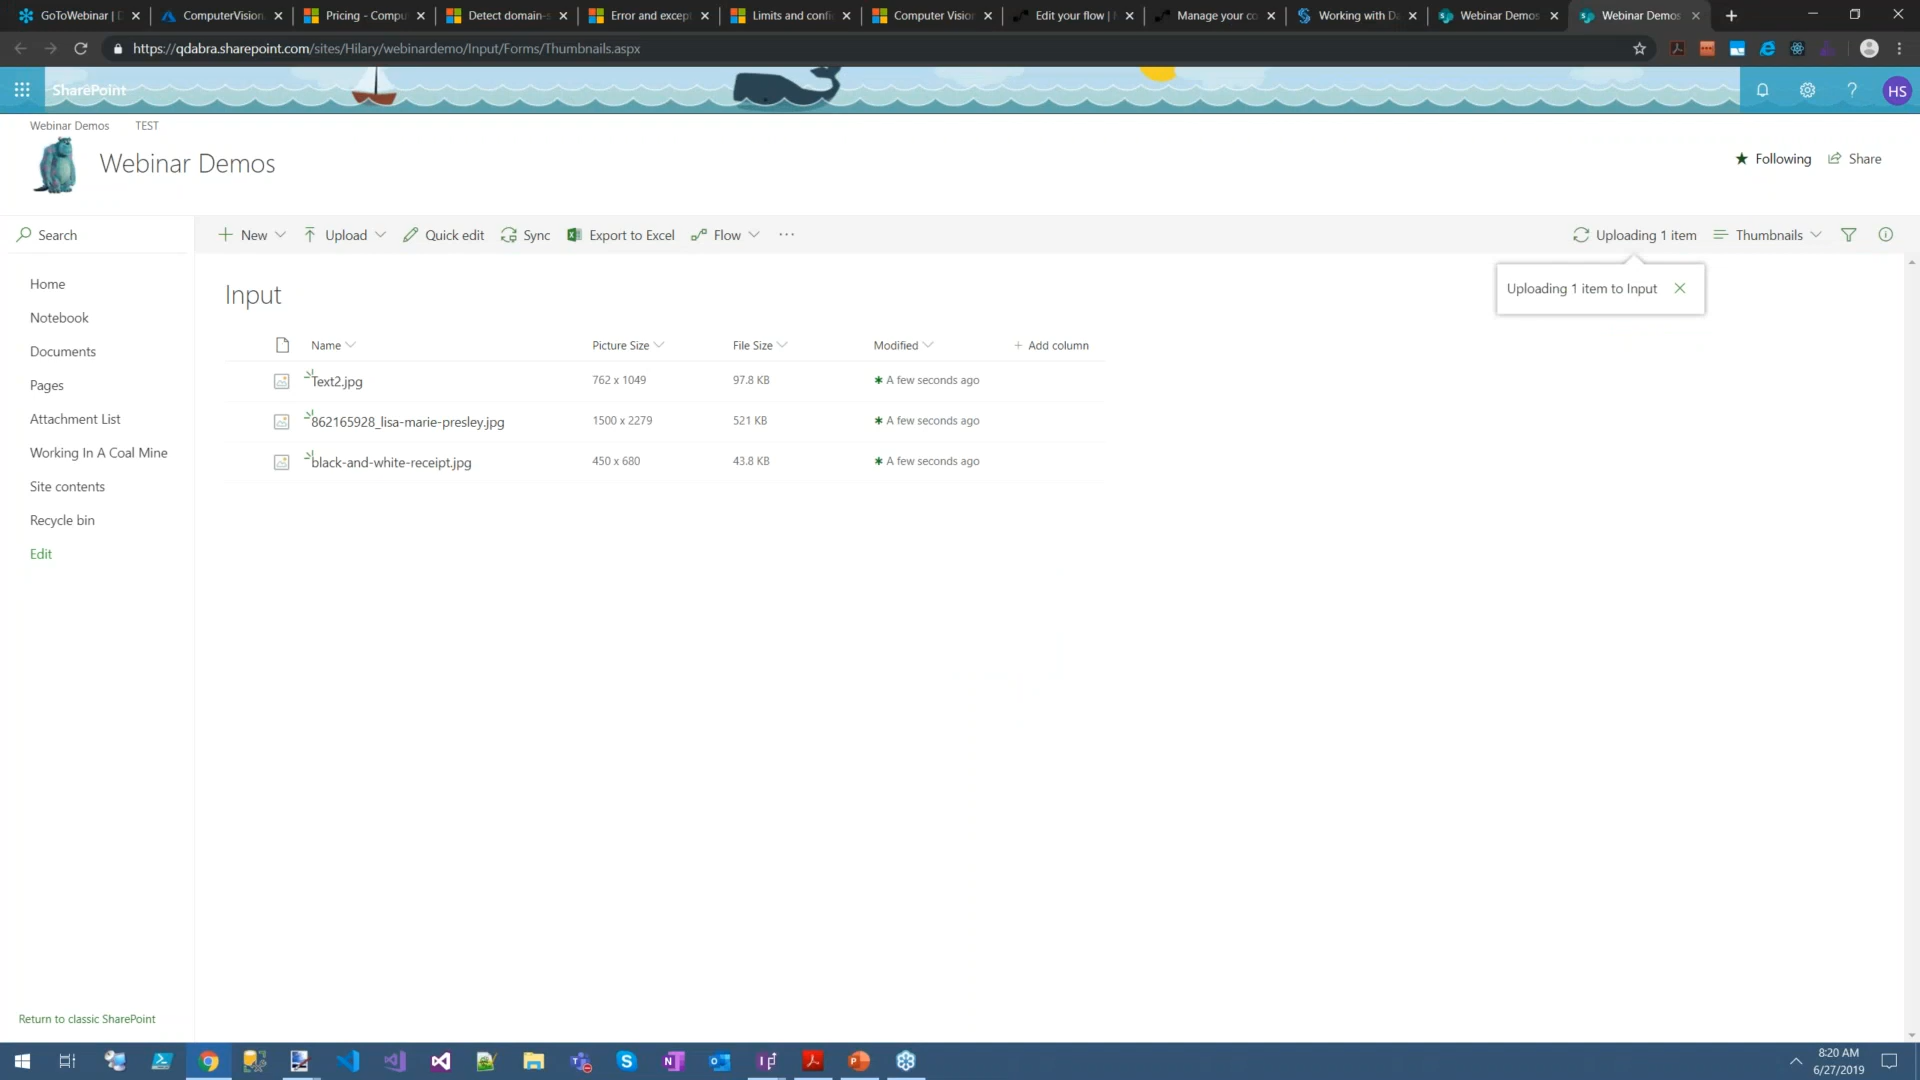 GoToWebinar |
ComputerVision
Pricing - Compu
Detect domain-s
Error and except
Limits and confi
Computer Vision
Edit your flow |
Manage your co
Working with Da
Webinar Demos
Webinar Demos
https://qdabra.sharepoint.com/sites/Hilary/webinardemo/Input/Forms/Thumbnails.aspx
SharePoint
HS
Webinar Demos TEST
Webinar Demos
Following Share
Search
New Upload Quick edit Sync Export to Excel Flow ···
Uploading 1 item Thumbnails
Uploading 1 item to Input
Home
Notebook
Documents
Pages
Attachment List
Working In A Coal Mine
Site contents
Recycle bin
Edit
Input
Name Picture Size File Size Modified + Add column
Text2.jpg 762 x 1049 97.8 KB A few seconds ago
862165928_lisa-marie-presley.jpg 1500 x 2279 521 KB A few seconds ago
black-and-white-receipt.jpg 450 x 680 43.8 KB A few seconds ago
Return to classic SharePoint
8:20 AM
6/27/2019